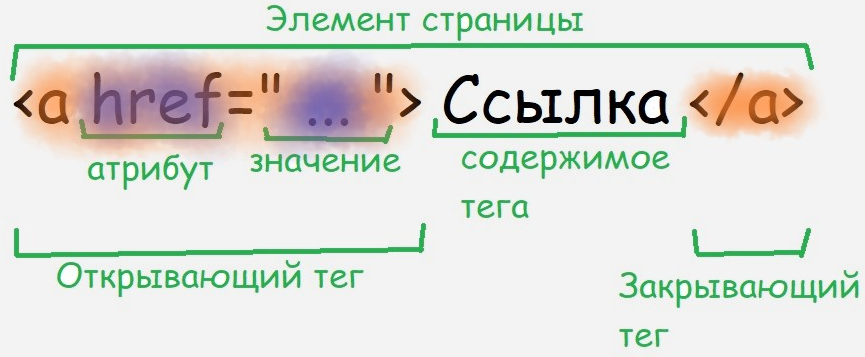 Элемент страницы
<a href=" ... "> Ссылка </a>
атрибут значение содержимое
тега
Открывающий тег
Закрывающий
тег